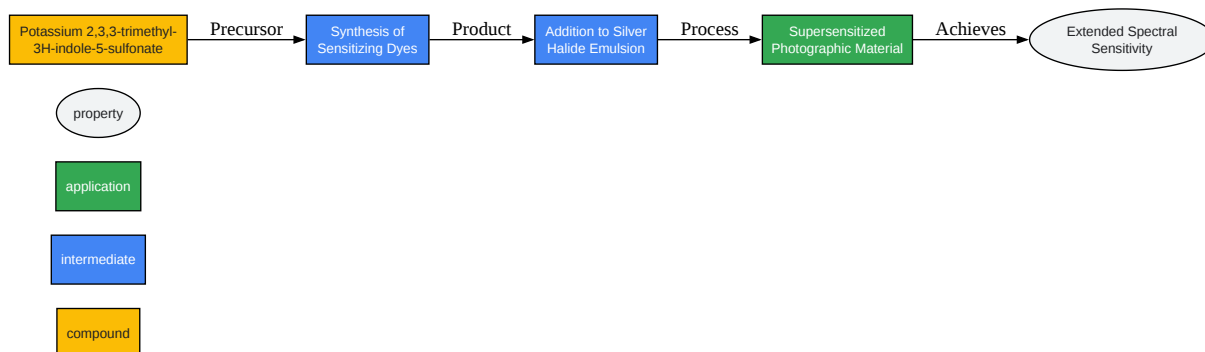 Potassium 2,3,3-trimethyl-
3H-indole-5-sulfonate
Precursor
Synthesis of
Sensitizing Dyes
Product
Addition to Silver
Halide Emulsion
Process
Supersensitized
Photographic Material
Achieves
Extended Spectral
Sensitivity
property
application
intermediate
compound